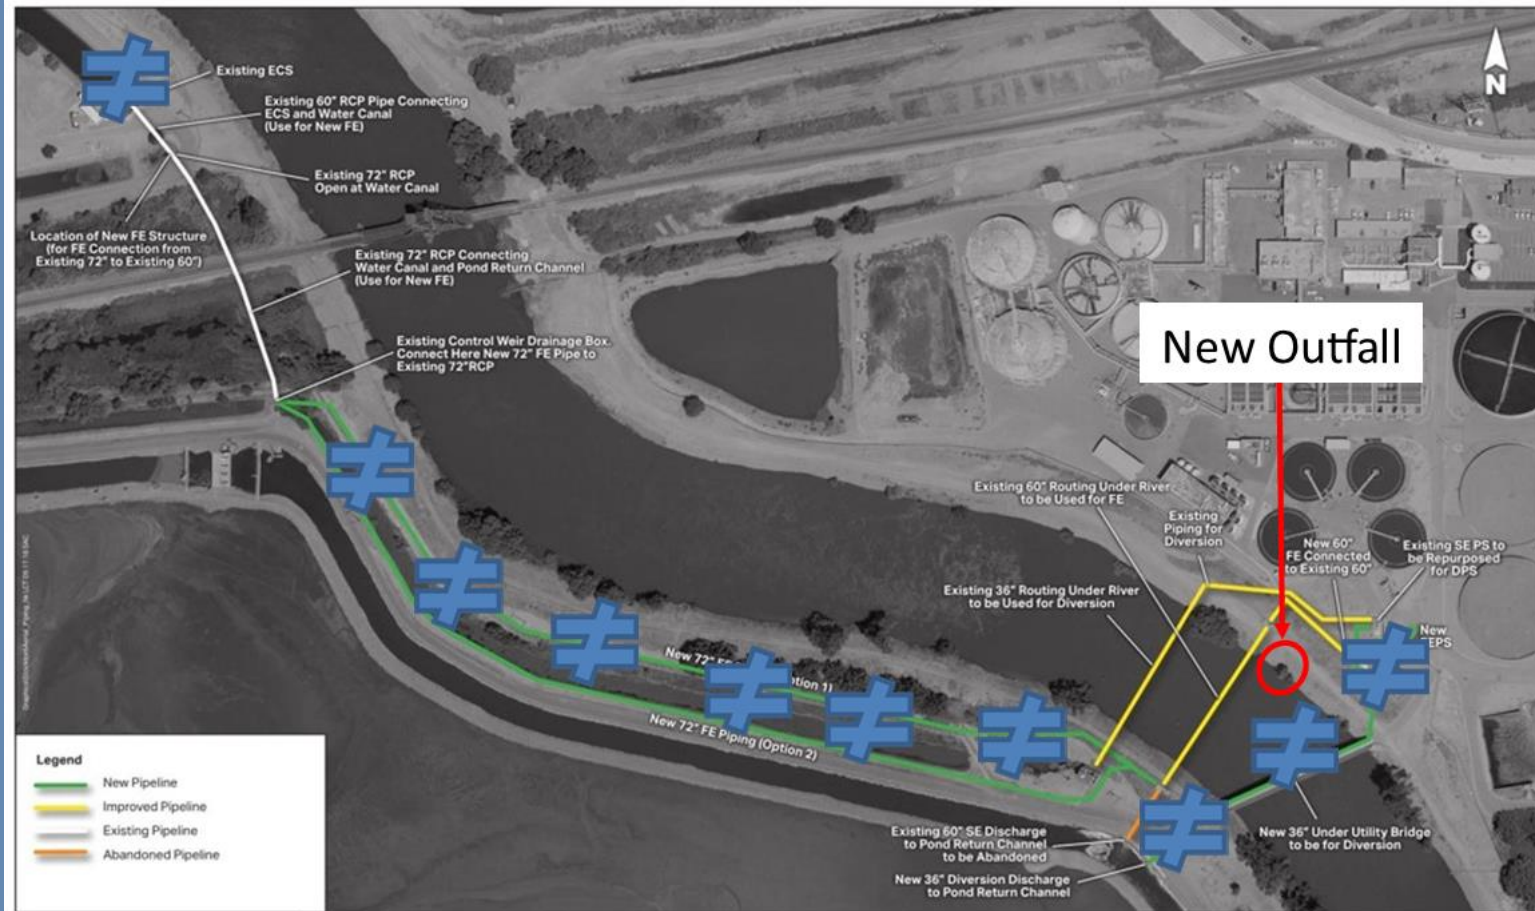 Existing ECS
Existing 60" RCP Pipe Connecting
ECS and Water Canal
(Use for New FE)
Existing 72" RCP
Open at Water Canal
Location of New FE Structure
(for FE Connection from
Existing 72" to Existing 60")
Existing 72" RCP Connecting
Water Canal and Pond Return Channel
(Use for New FE)
Existing Control Weir Drainage Box.
Connect Here New 72" FE Pipe to
Existing 72"RCP
N
New Outfall
Existing 60" Routing Under River
to be Used for FE
Existing
Piping for
Diversion
New 60"
FE Connected
to Existing 60"
Existing SE PS to
be Repurposed
for DPS
Existing 36" Routing Under River
to be Used for Diversion
New
New 72"
1)
New 72" FE Piping (Option 2)
Existing 60" SE Discharge
to Pond Return Channel
to be Abandoned
New 36" Diversion Discharge
to Pond Return Channel
New 36" Under Utility Bridge
to be for Diversion
Legend
New Pipeline
Improved Pipeline
Existing Pipeline
Abandoned Pipeline